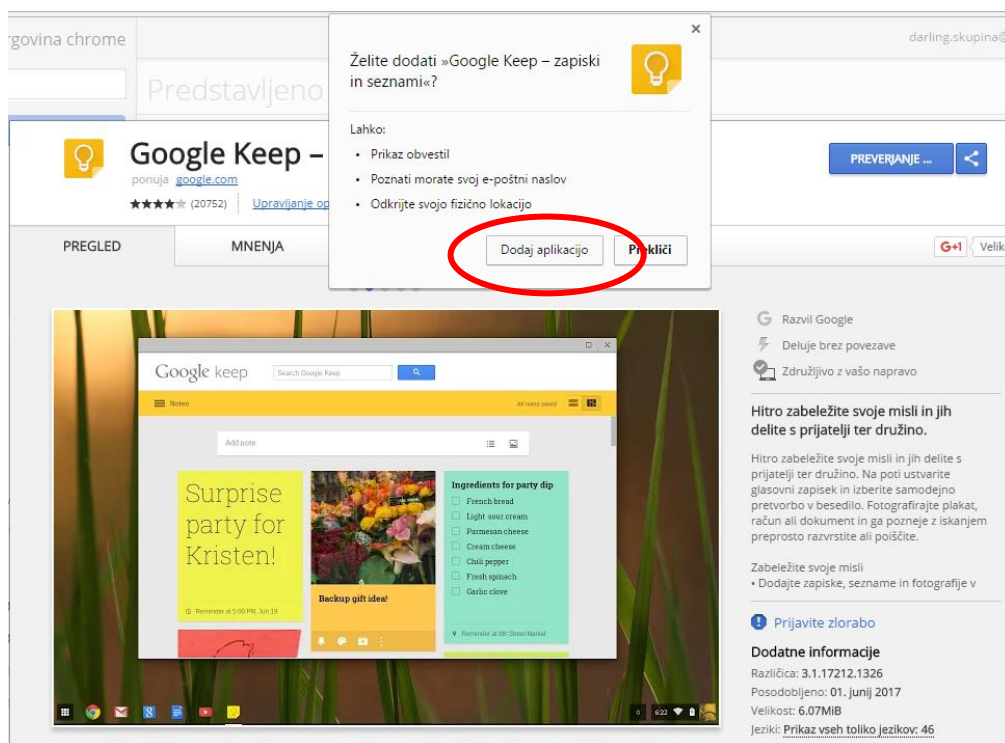 rgovina chrome
darling.skupina@
Predstavljeno
Želite dodati »Google Keep – zapiski
in seznami«?
Lahko:
• Prikaz obvestil
• Poznati morate svoj e-poštni naslov
• Odkrijte svojo fizično lokacijo
Dodaj aplikacijo
Prekliči
Google Keep –
ponuja google.com
(20752)
Upravljanje op
PREVERJANJE ...
PREGLED
MNENJA
G+1
Velik
Google keep
Search Google Keep
Notes
All notes saved
Add note
Surprise
party for
Kristen!
Reminder at 5:00 PM, Jun 19
Backup gift idea!
Ingredients for party dip
French bread
Light sour cream
Parmesan cheese
Cream cheese
Chili pepper
Fresh spinach
Garlic clove
Reminder at 8th Street Market
0
6:22
Razvil Google
Deluje brez povezave
Združljivo z vašo napravo
Hitro zabeležite svoje misli in jih
delite s prijatelji ter družino.
Hitro zabeležite svoje misli in jih delite s
prijatelji ter družino. Na poti ustvarite
glasovni zapisek in izberite samodejno
pretvorbo v besedilo. Fotografirajte plakat,
račun ali dokument in ga pozneje z iskanjem
preprosto razvrstite ali poiščite.
Zabeležite svoje misli
• Dodajte zapiske, sezname in fotografije v
Prijavite zlorabo
Dodatne informacije
Različica: 3.1.17212.1326
Posodobljeno: 01. junij 2017
Velikost: 6.07MiB
Jeziki: Prikaz vseh toliko jezikov: 46